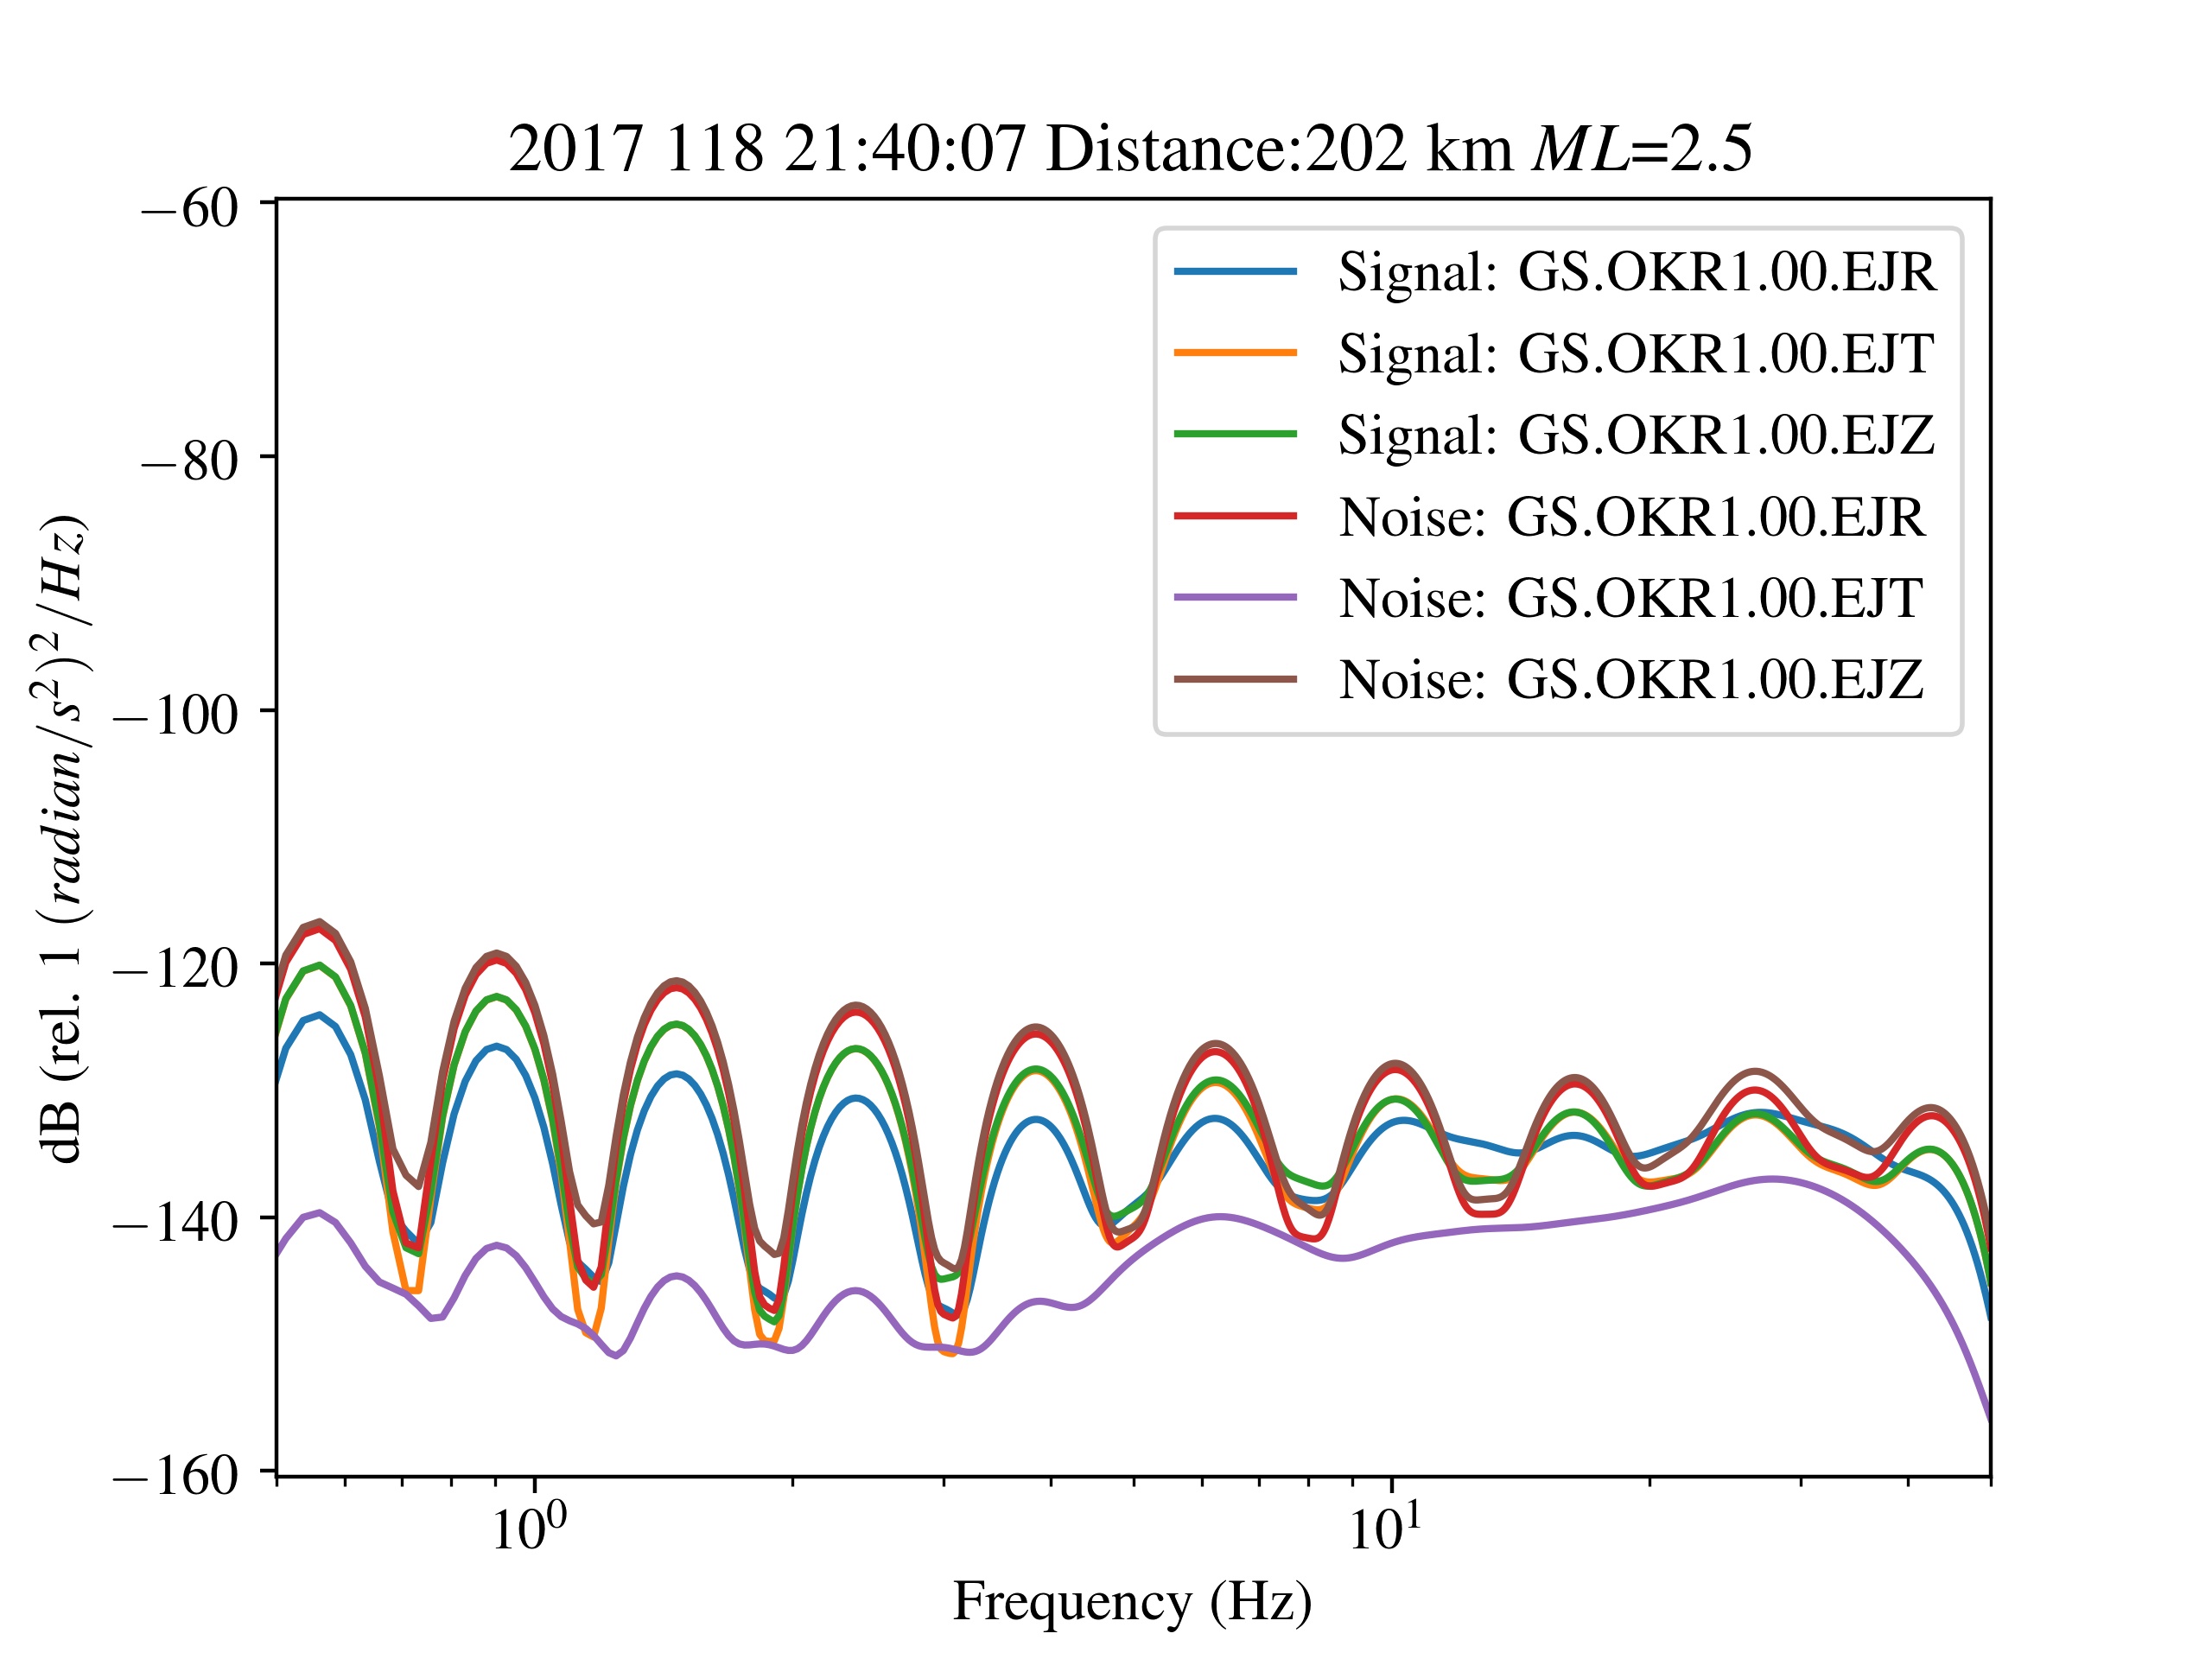 2017 118 21:40:07 Distance:202 km ML=2.5
dB (rel. 1 (radian/s²)²/Hz)
−60
−80
−100
−120
−140
−160
Signal: GS.OKR1.00.EJR
Signal: GS.OKR1.00.EJT
Signal: GS.OKR1.00.EJZ
Noise: GS.OKR1.00.EJR
Noise: GS.OKR1.00.EJT
Noise: GS.OKR1.00.EJZ
10⁰ 10¹
Frequency (Hz)